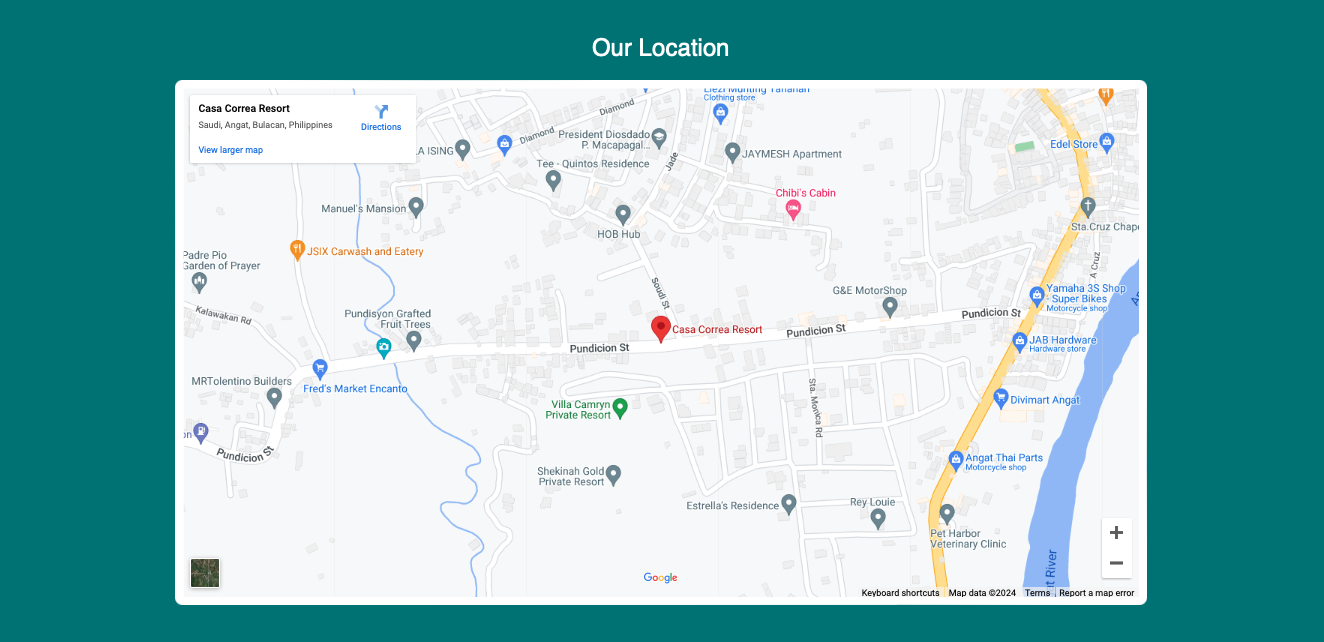 Our Location
Casa Correa Resort
Saudi, Angat, Bulacan, Philippines
Directions
View larger map
Diamond
Clothing store
Diamond
President Diosdado
P. Macapagal...
LA ISING
Jade
JAYMESH Apartment
Edel Store
Tee - Quintos Residence
Chibi's Cabin
Manuel's Mansion
HOB Hub
Sta.Cruz Chape
JSIX Carwash and Eatery
Padre Pio
Garden of Prayer
A Cruz
Soudi St
G&E MotorShop
Yamaha 3S Shop
- Super Bikes
Motorcycle shop
Kalawakan Rd
Pundisyon Grafted
Fruit Trees
Pundicion St
Casa Correa Resort
Pundicion St
Pundicion St
JAB Hardware
Hardware store
MRTolentino Builders
Fred's Market Encanto
Sta. Monica Rd
Divimart Angat
Villa Camryn
Private Resort
on
Pundicion St
Angat Thai Parts
Motorcycle shop
Shekinah Gold
Private Resort
Estrella's Residence
Rey Louie
Pet Harbor
Veterinary Clinic
River
Google
Keyboard shortcuts
Map data ©2024
Terms
Report a map error